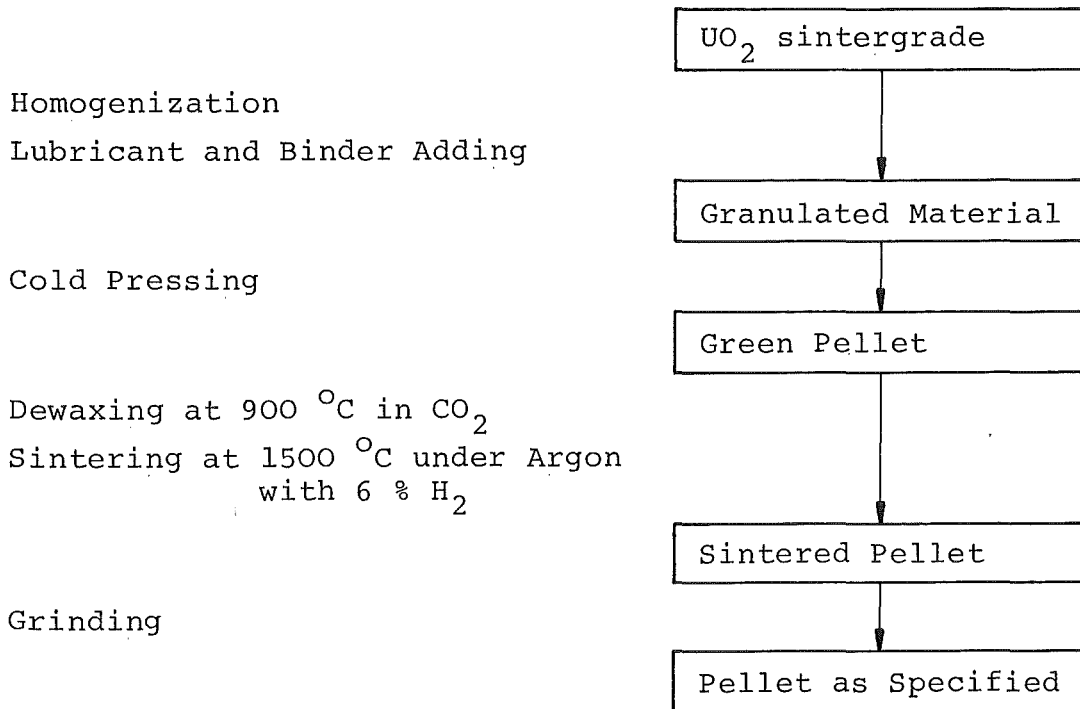 UO₂ sintergrade
Homogenization
Lubricant and Binder Adding
Granulated Material
Cold Pressing
Green Pellet
Dewaxing at 900 °C in CO₂
Sintering at 1500 °C under Argon
with 6 % H₂
Sintered Pellet
Grinding
Pellet as Specified